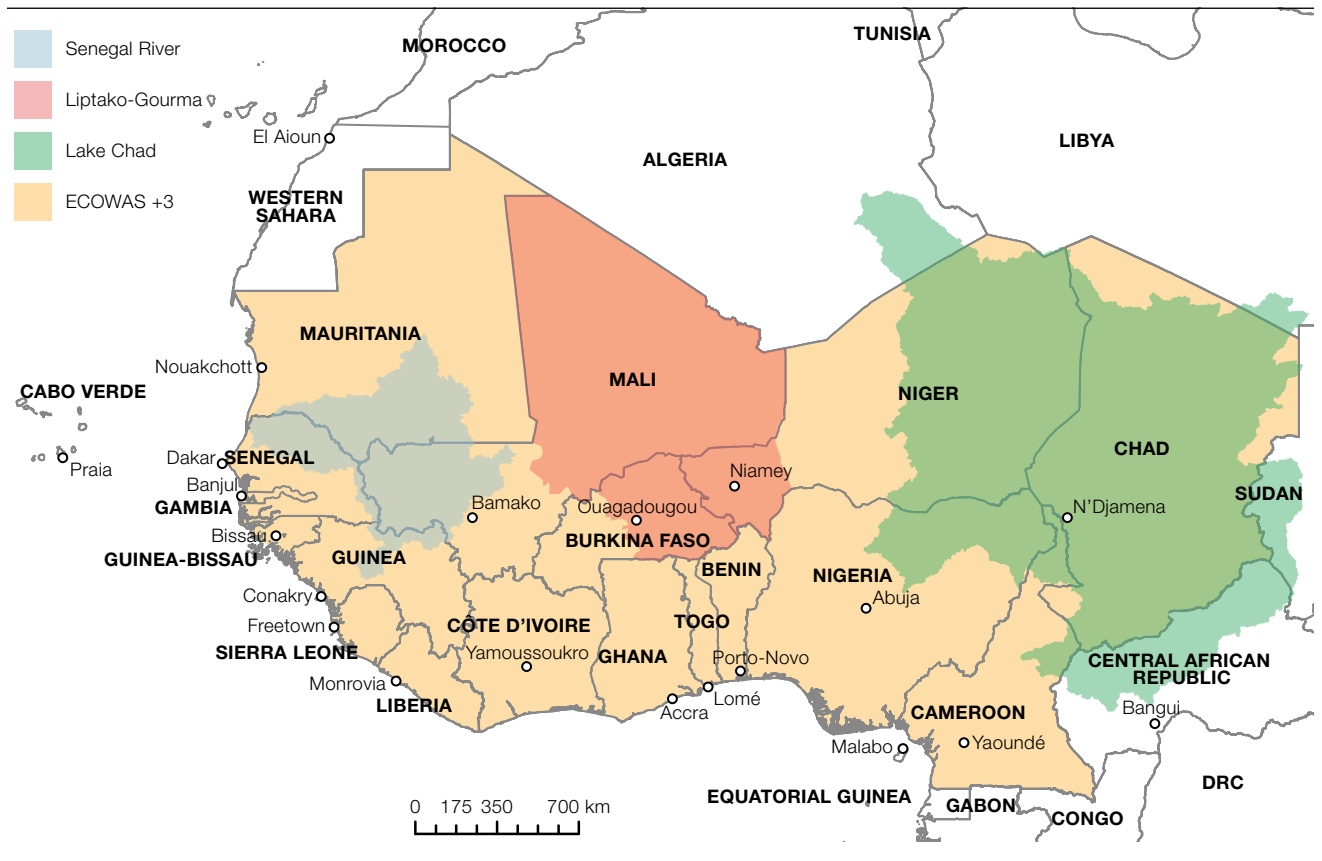 Senegal River
Liptako-Gourma
Lake Chad
ECOWAS +3
MOROCCO
TUNISIA
El Aioun
ALGERIA
LIBYA
WESTERN
SAHARA
MAURITANIA
Nouakchott
CABO VERDE
MALI
NIGER
CHAD
Praia
Dakar
SENEGAL
Banjul
GAMBIA
Bamako
Niamey
Ouagadougou
N'Djamena
SUDAN
Bissau
GUINEA-BISSAU
GUINEA
BURKINA FASO
BENIN
NIGERIA
Abuja
Conakry
Freetown
SIERRA LEONE
CÔTE D'IVOIRE
Yamoussoukro
TOGO
GHANA
Porto-Novo
CENTRAL AFRICAN
REPUBLIC
Monrovia
LIBERIA
Lomé
Accra
Bangui
CAMEROON
Yaoundé
Malabo
EQUATORIAL GUINEA
GABON
CONGO
DRC
0 175 350 700 km